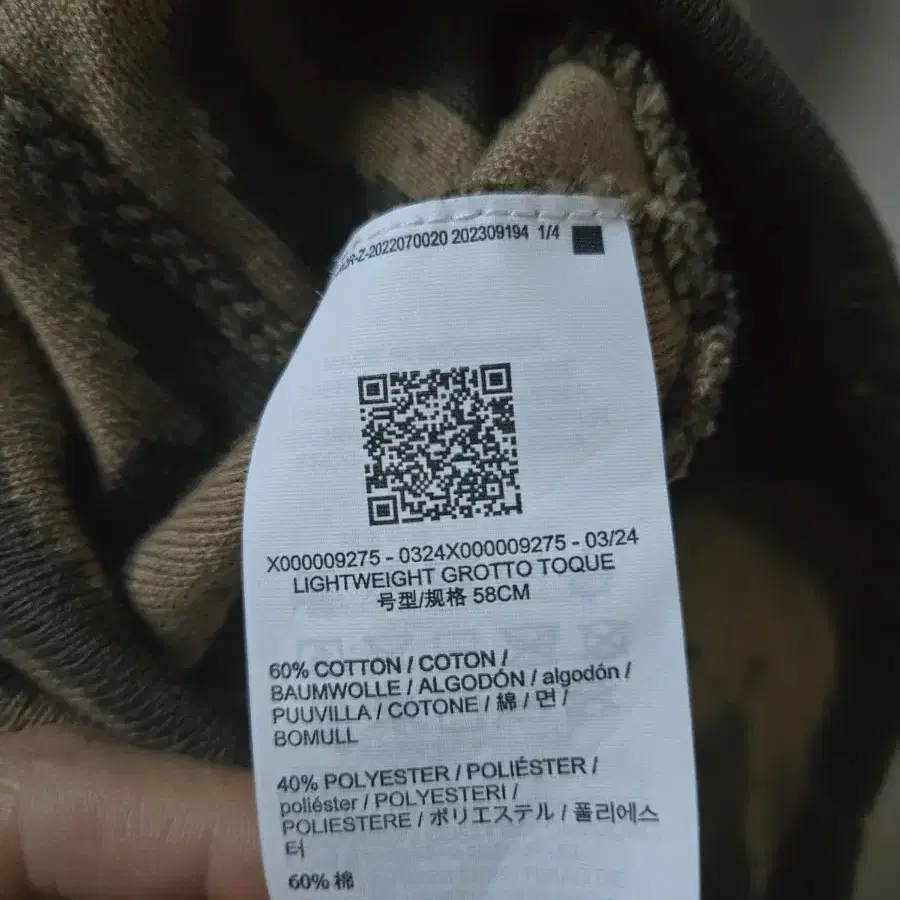 2022070020 202309194 1/4
X000009275 - 0324X000009275 - 03/24
LIGHTWEIGHT GROTTO TOQUE
号型/规格 58CM
60% COTTON / COTON /
BAUMWOLLE / ALGODÓN / algodón /
PUUVILLA / COTONE / 綿 / 면 /
BOMULL
40% POLYESTER / POLIÉSTER /
poliéster / POLYESTERI /
POLIESTERE / ポリエステル / 폴리에스
터
60% 棉